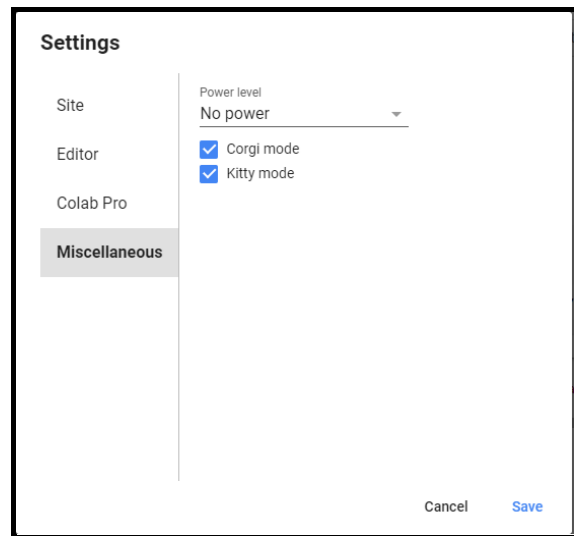 Settings
Site
Editor
Colab Pro
Miscellaneous
Power level
No power
Corgi mode
Kitty mode
Cancel
Save